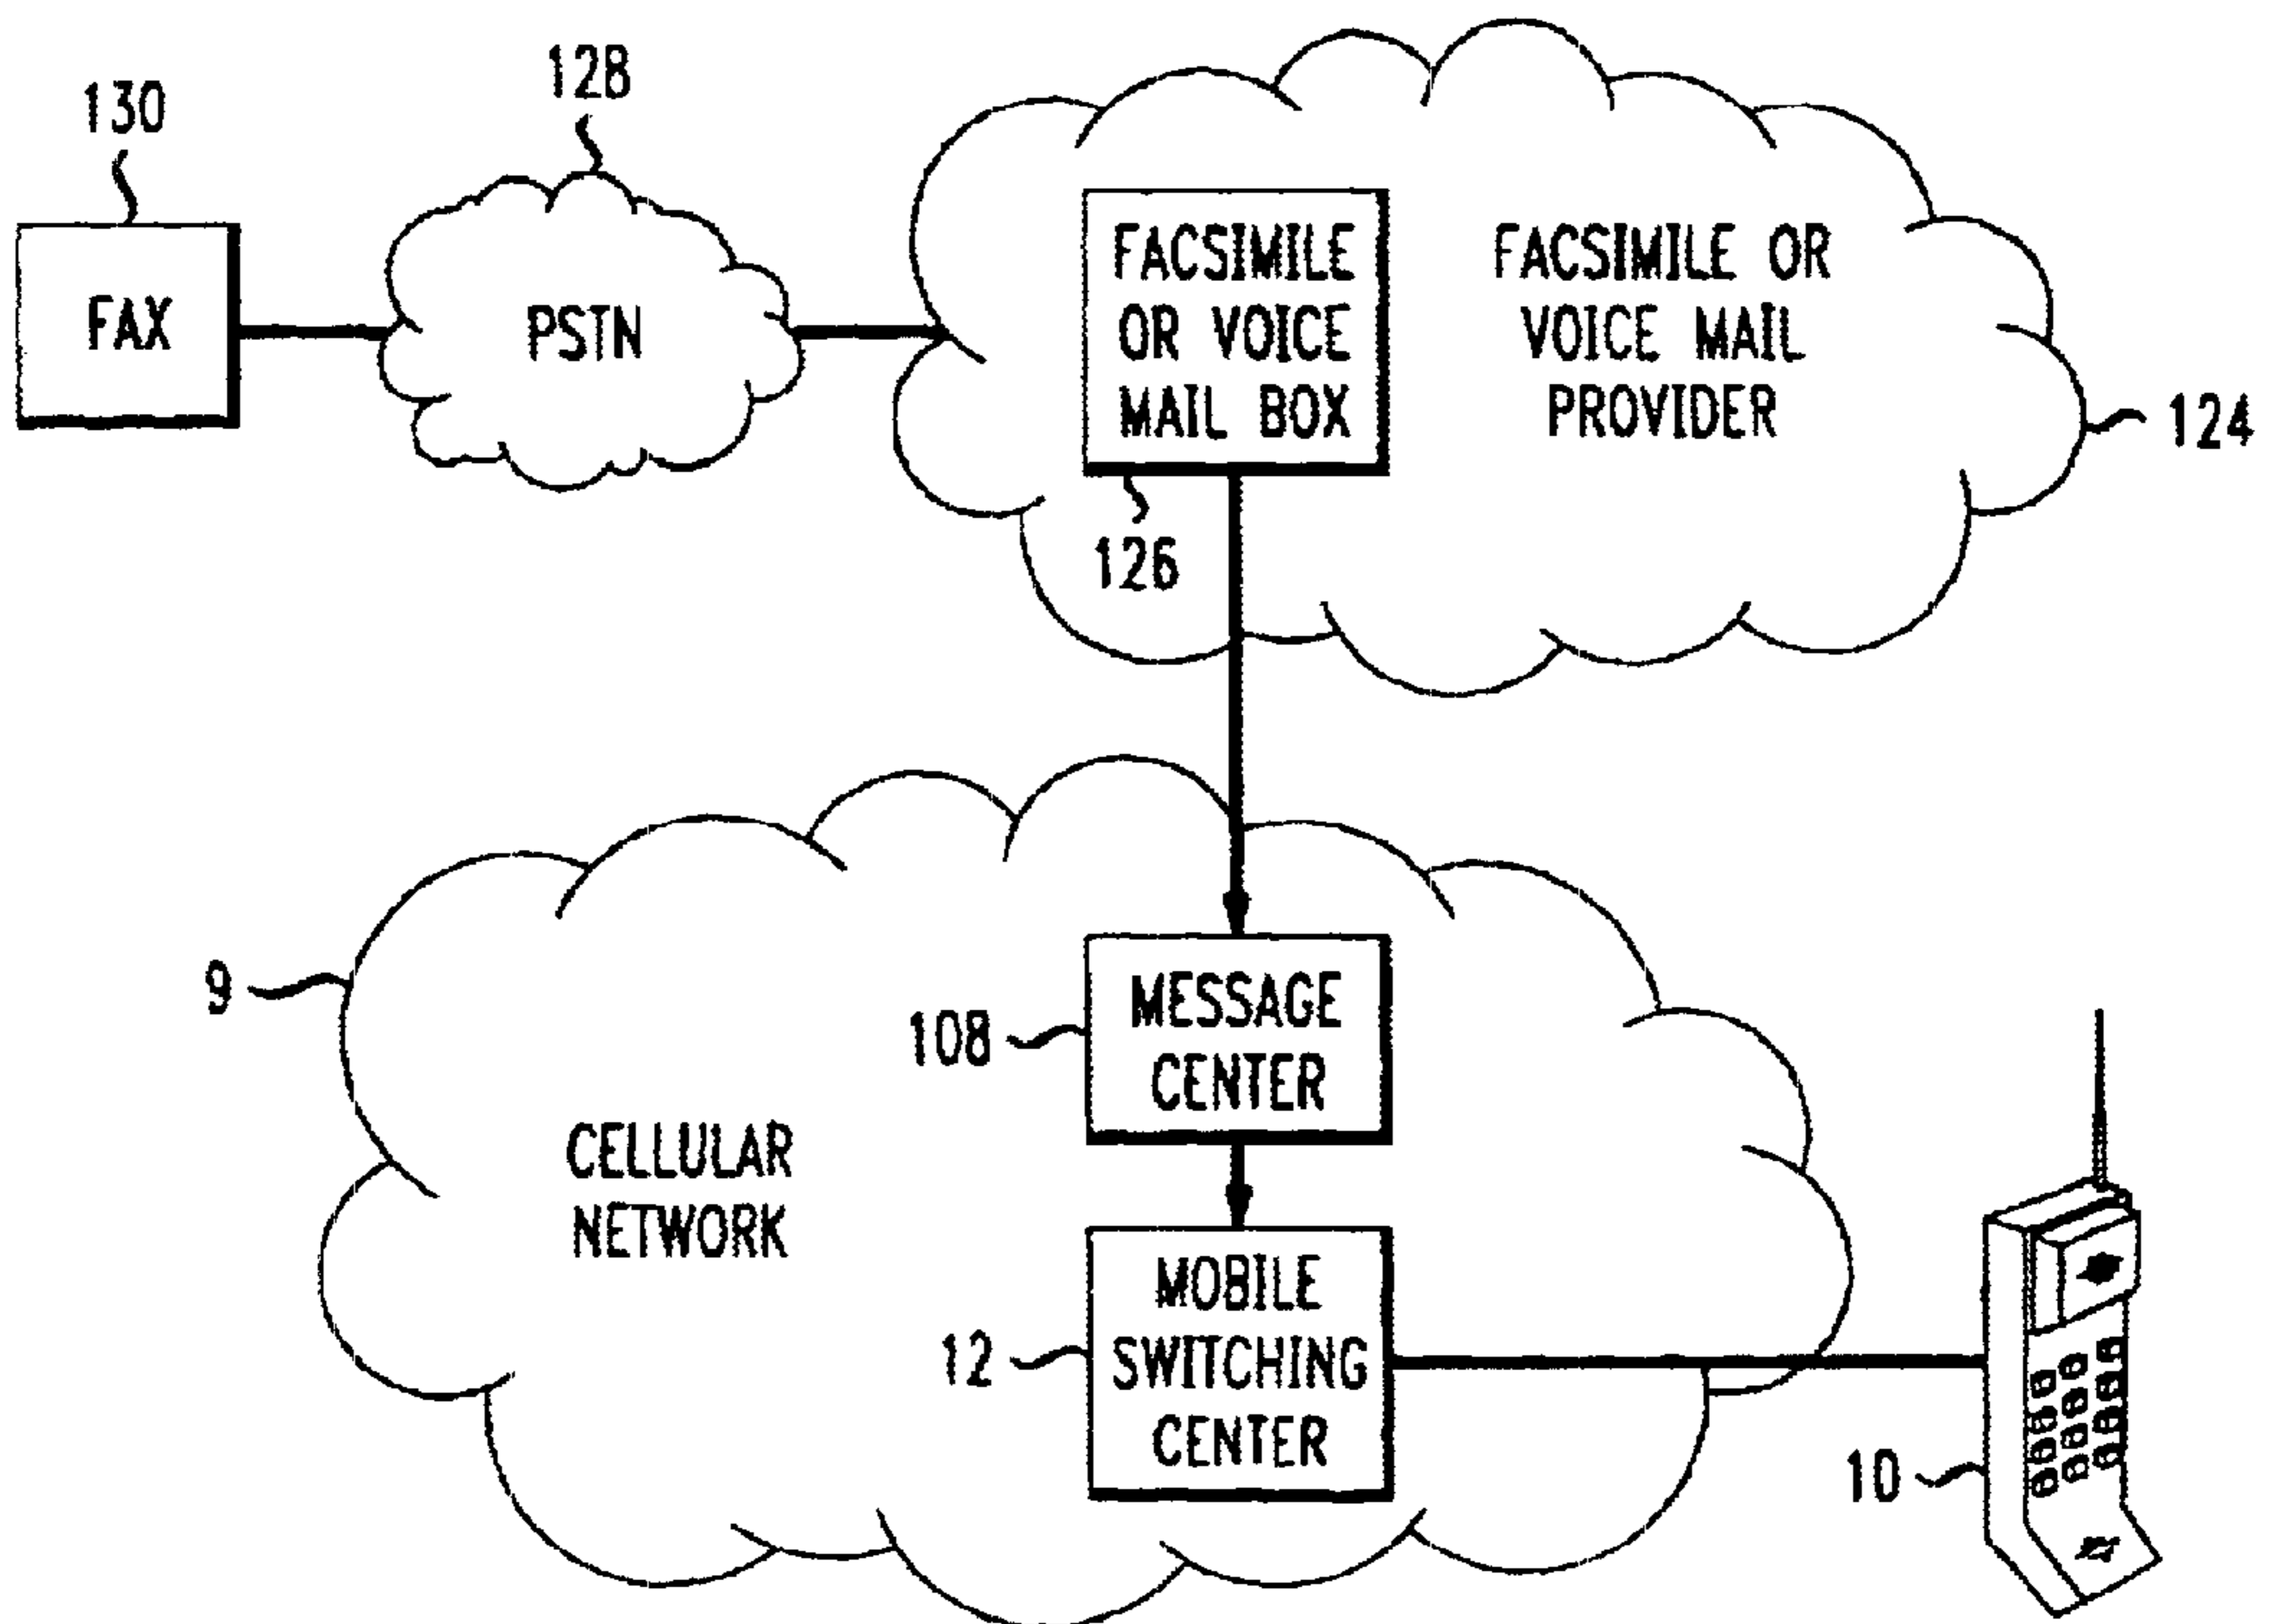 130
128
FAX
PSTN
FACSIMILE
OR VOICE
MAIL BOX
FACSIMILE OR
VOICE MAIL
PROVIDER
124
126
9
108
MESSAGE
CENTER
CELLULAR
NETWORK
12
MOBILE
SWITCHING
CENTER
10